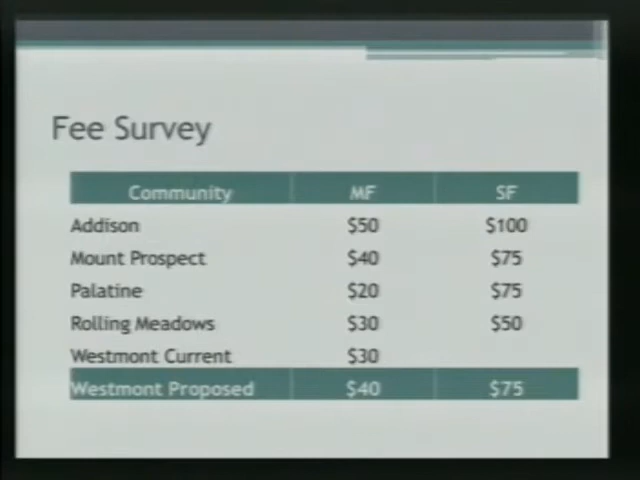 Fee Survey
Community MF SF
Addison $50 $100
Mount Prospect $40 $75
Palatine $20 $75
Rolling Meadows $30 $50
Westmont Current $30
Westmont Proposed $40 $75